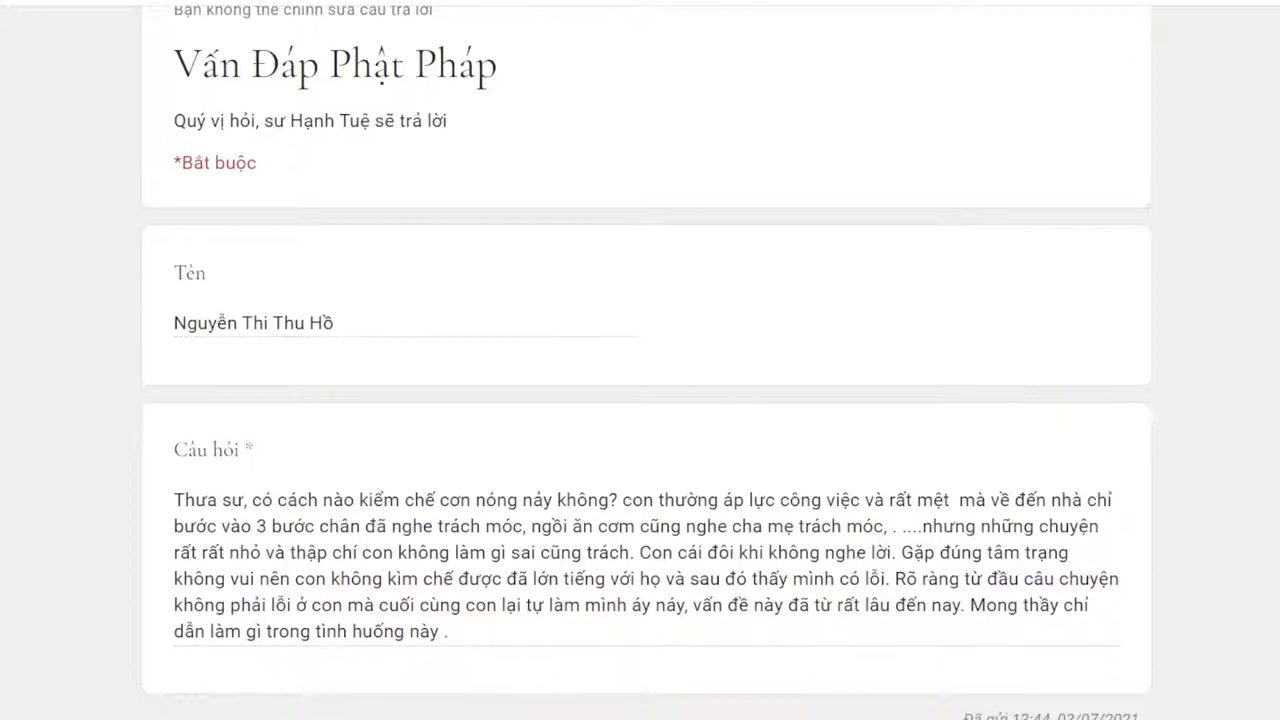 Bạn không thể chỉnh sửa câu trả lời
Vấn Đáp Phật Pháp
Quý vị hỏi, sư Hạnh Tuệ sẽ trả lời
*Bắt buộc
Tên
Nguyễn Thi Thu Hồ
Câu hỏi *
Thưa sư, có cách nào kiểm chế cơn nóng nảy không? con thường áp lực công việc và rất mệt  mà về đến nhà chỉ
bước vào 3 bước chân đã nghe trách móc, ngồi ăn cơm cũng nghe cha mẹ trách móc, . ....nhưng những chuyện
rất rất nhỏ và thập chí con không làm gì sai cũng trách. Con cái đôi khi không nghe lời. Gặp đúng tâm trạng
không vui nên con không kìm chế được đã lớn tiếng với họ và sau đó thấy mình có lỗi. Rõ ràng từ đầu câu chuyện
không phải lỗi ở con mà cuối cùng con lại tự làm mình áy náy, vấn đề này đã từ rất lâu đến nay. Mong thầy chỉ
dẫn làm gì trong tình huống này .
Đã gửi 13:44, 03/07/2021